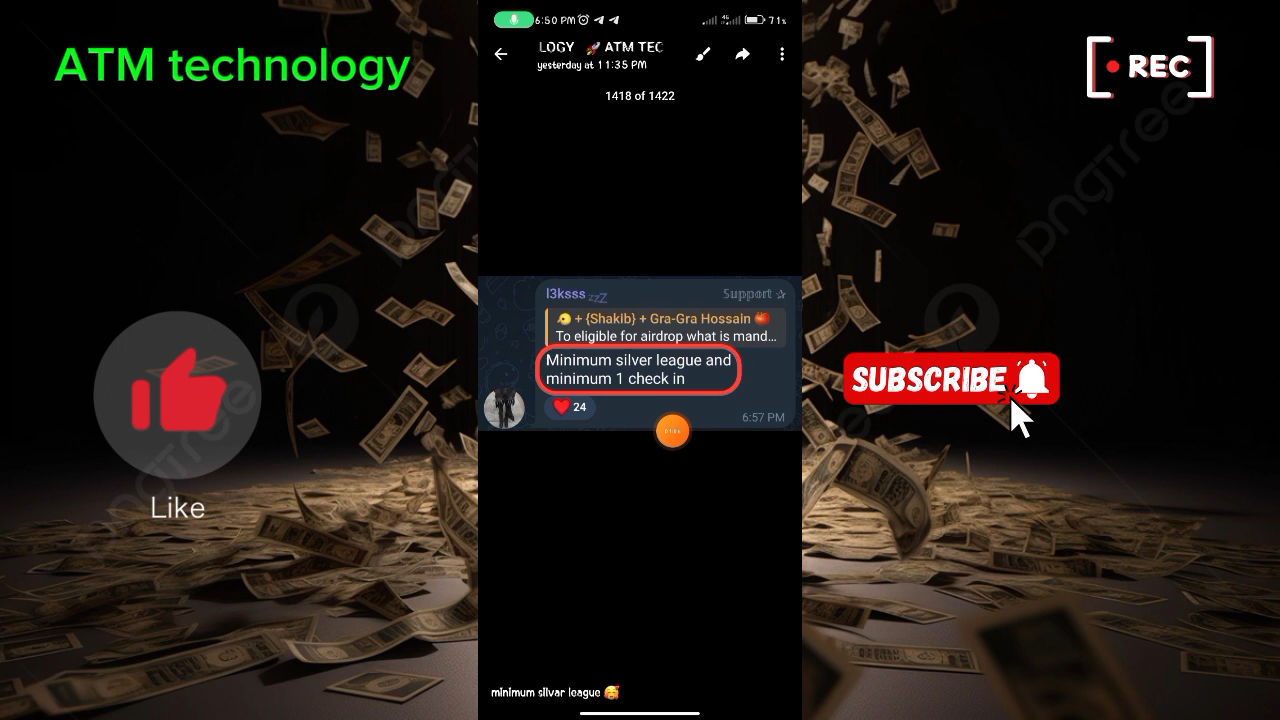 ATM technology
REC
6:50 PM
71%
LOGY 🚀 ATM TEC
yesterday at 11:35 PM
1418 of 1422
l3ksss zzZ
Support ☆
🐤 + {Shakib} + Gra-Gra Hossain 🍅
To eligible for airdrop what is mand...
Minimum silver league and
minimum 1 check in
❤️ 24
6:57 PM
Like
SUBSCRIBE
minimum silvar league 🥰
pngtree